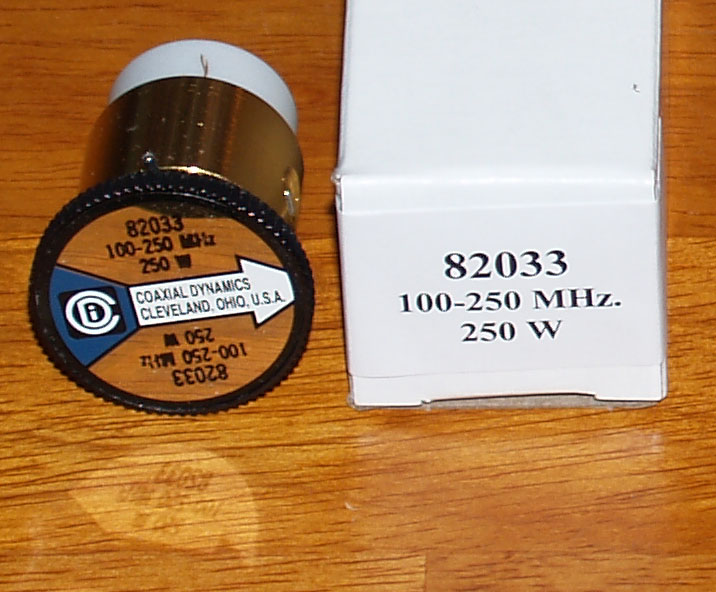 82033
100-250 MHz
250 W
CDi
COAXIAL DYNAMICS
CLEVELAND, OHIO, U.S.A.
250 W
100-250 MHz
82033
82033
100-250 MHz.
250 W